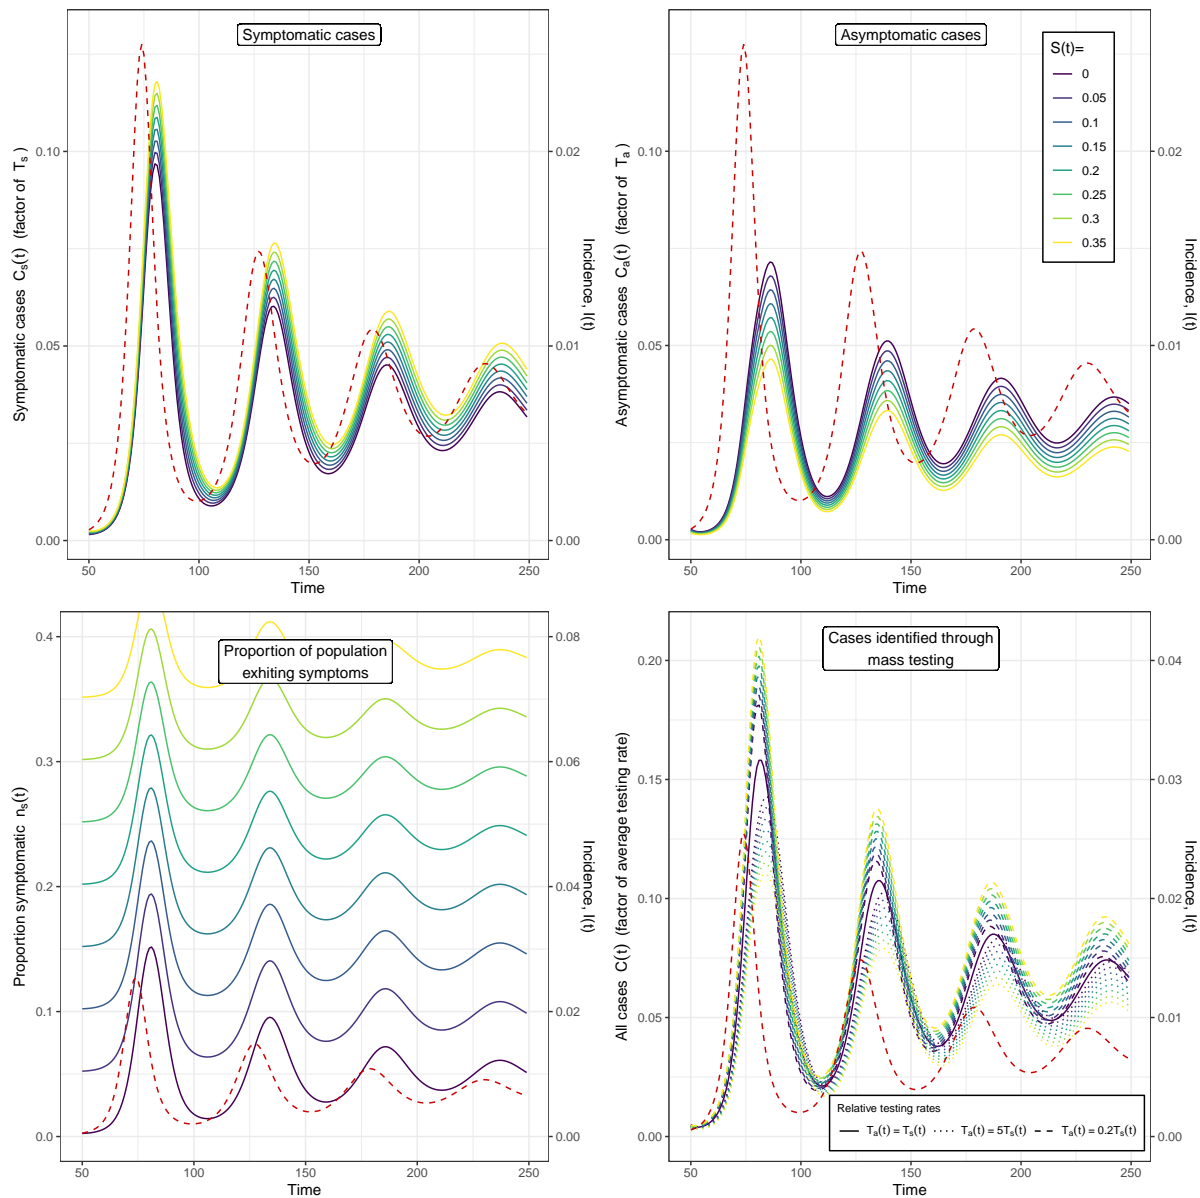 Symptomatic cases
0.10
0.05
0.00
0.02
0.01
0.00
50
100
150
200
250
Time
Symptomatic cases Cs(t) (factor of Ts )
Incidence, I(t)
Asymptomatic cases
S(t)=
0
0.05
0.1
0.15
0.2
0.25
0.3
0.35
0.10
0.05
0.00
0.02
0.01
0.00
50
100
150
200
250
Time
Asymptomatic cases Ca(t) (factor of Ta )
Incidence, I(t)
Proportion of population
exhiting symptoms
0.4
0.3
0.2
0.1
0.0
0.08
0.06
0.04
0.02
0.00
50
100
150
200
250
Time
Proportion symptomatic ns(t)
Incidence, I(t)
Cases identified through
mass testing
0.20
0.15
0.10
0.05
0.00
0.04
0.03
0.02
0.01
0.00
50
100
150
200
250
Time
All cases C(t) (factor of average testing rate)
Incidence, I(t)
Relative testing rates
Ta(t) = Ts(t) Ta(t) = 5Ts(t) Ta(t) = 0.2Ts(t)